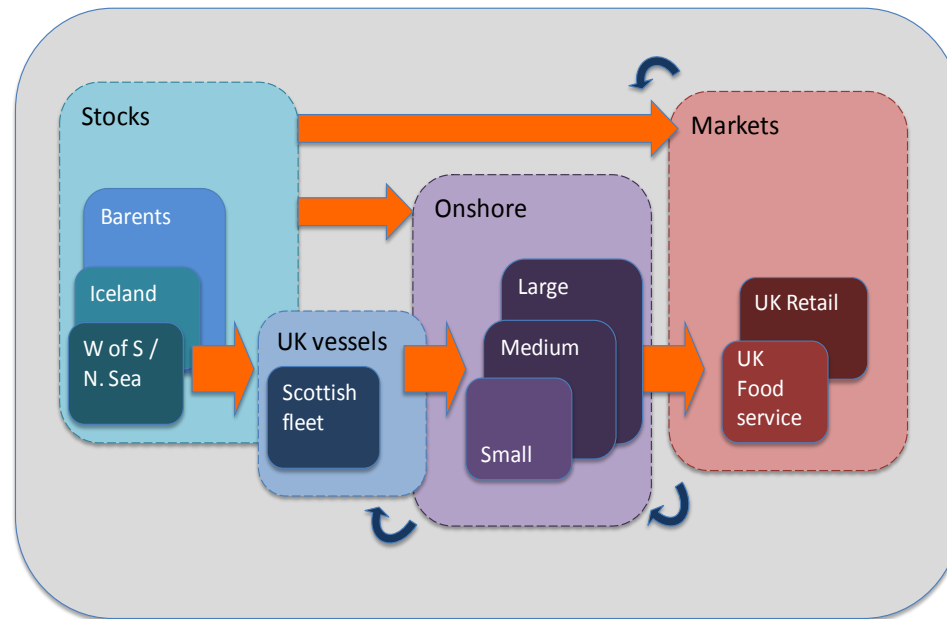 Stocks
Barents
Iceland
W of S /
N. Sea
UK vessels
Scottish
fleet
Onshore
Large
Medium
Small
Markets
UK Retail
UK
Food
service